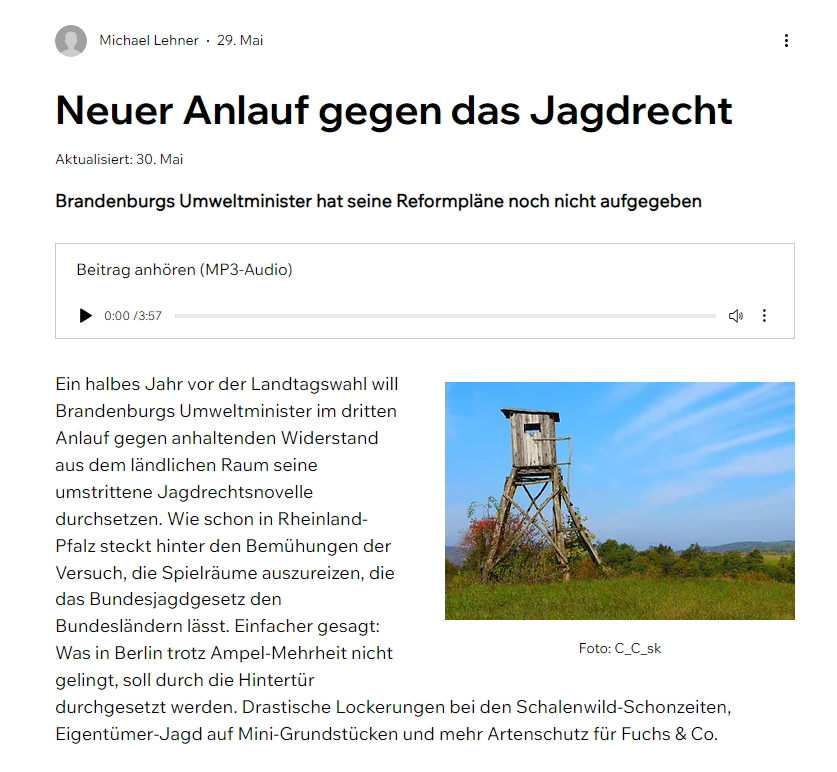 Michael Lehner · 29. Mai
Neuer Anlauf gegen das Jagdrecht
Aktualisiert: 30. Mai
Brandenburgs Umweltminister hat seine Reformpläne noch nicht aufgegeben
Beitrag anhören (MP3-Audio)
0:00 /3:57
Ein halbes Jahr vor der Landtagswahl will
Brandenburgs Umweltminister im dritten
Anlauf gegen anhaltenden Widerstand
aus dem ländlichen Raum seine
umstrittene Jagdrechtsnovelle
durchsetzen. Wie schon in Rheinland-
Pfalz steckt hinter den Bemühungen der
Versuch, die Spielräume auszureizen, die
das Bundesjagdgesetz den
Bundesländern lässt. Einfacher gesagt:
Was in Berlin trotz Ampel-Mehrheit nicht
gelingt, soll durch die Hintertür
durchgesetzt werden. Drastische Lockerungen bei den Schalenwild-Schonzeiten,
Eigentümer-Jagd auf Mini-Grundstücken und mehr Artenschutz für Fuchs & Co.
Foto: C_C_sk